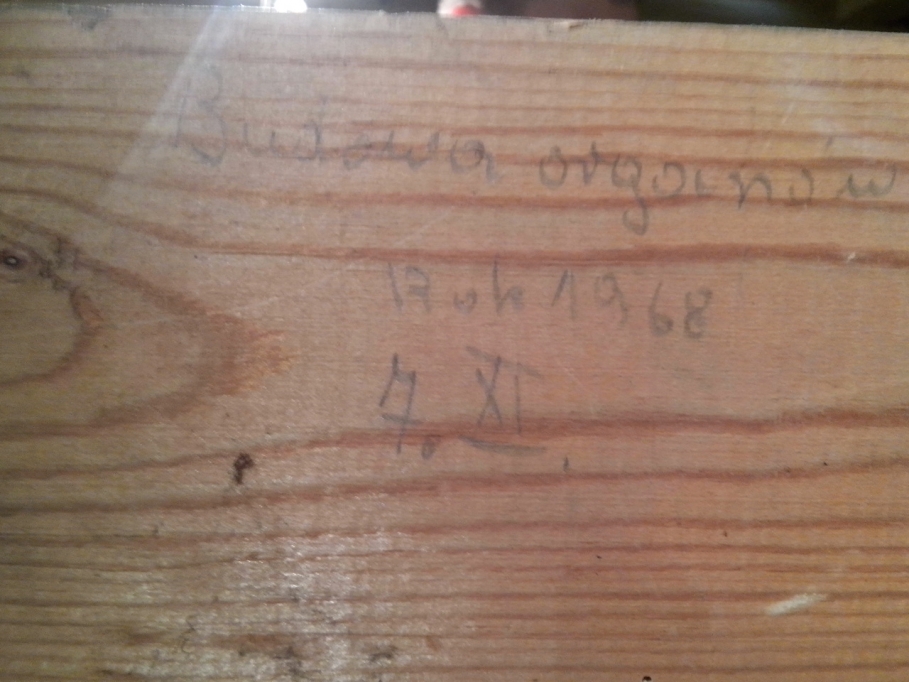 Budowa organów
Rok 1968
7. XI.